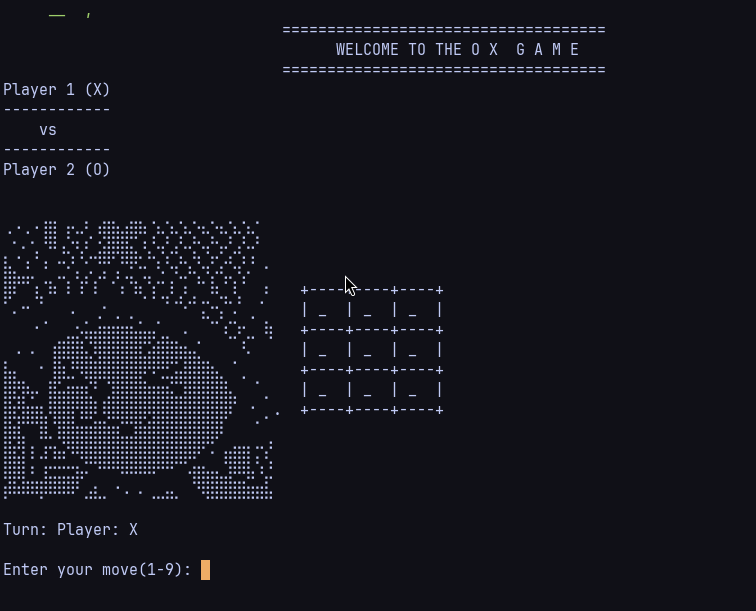 ===================================
WELCOME TO THE O X  G A M E
===================================
Player 1 (X)
------------
vs
------------
Player 2 (O)
+----+----+----+
| _  | _  | _  |
+----+----+----+
| _  | _  | _  |
+----+----+----+
| _  | _  | _  |
+----+----+----+
Turn: Player: X
Enter your move(1-9):